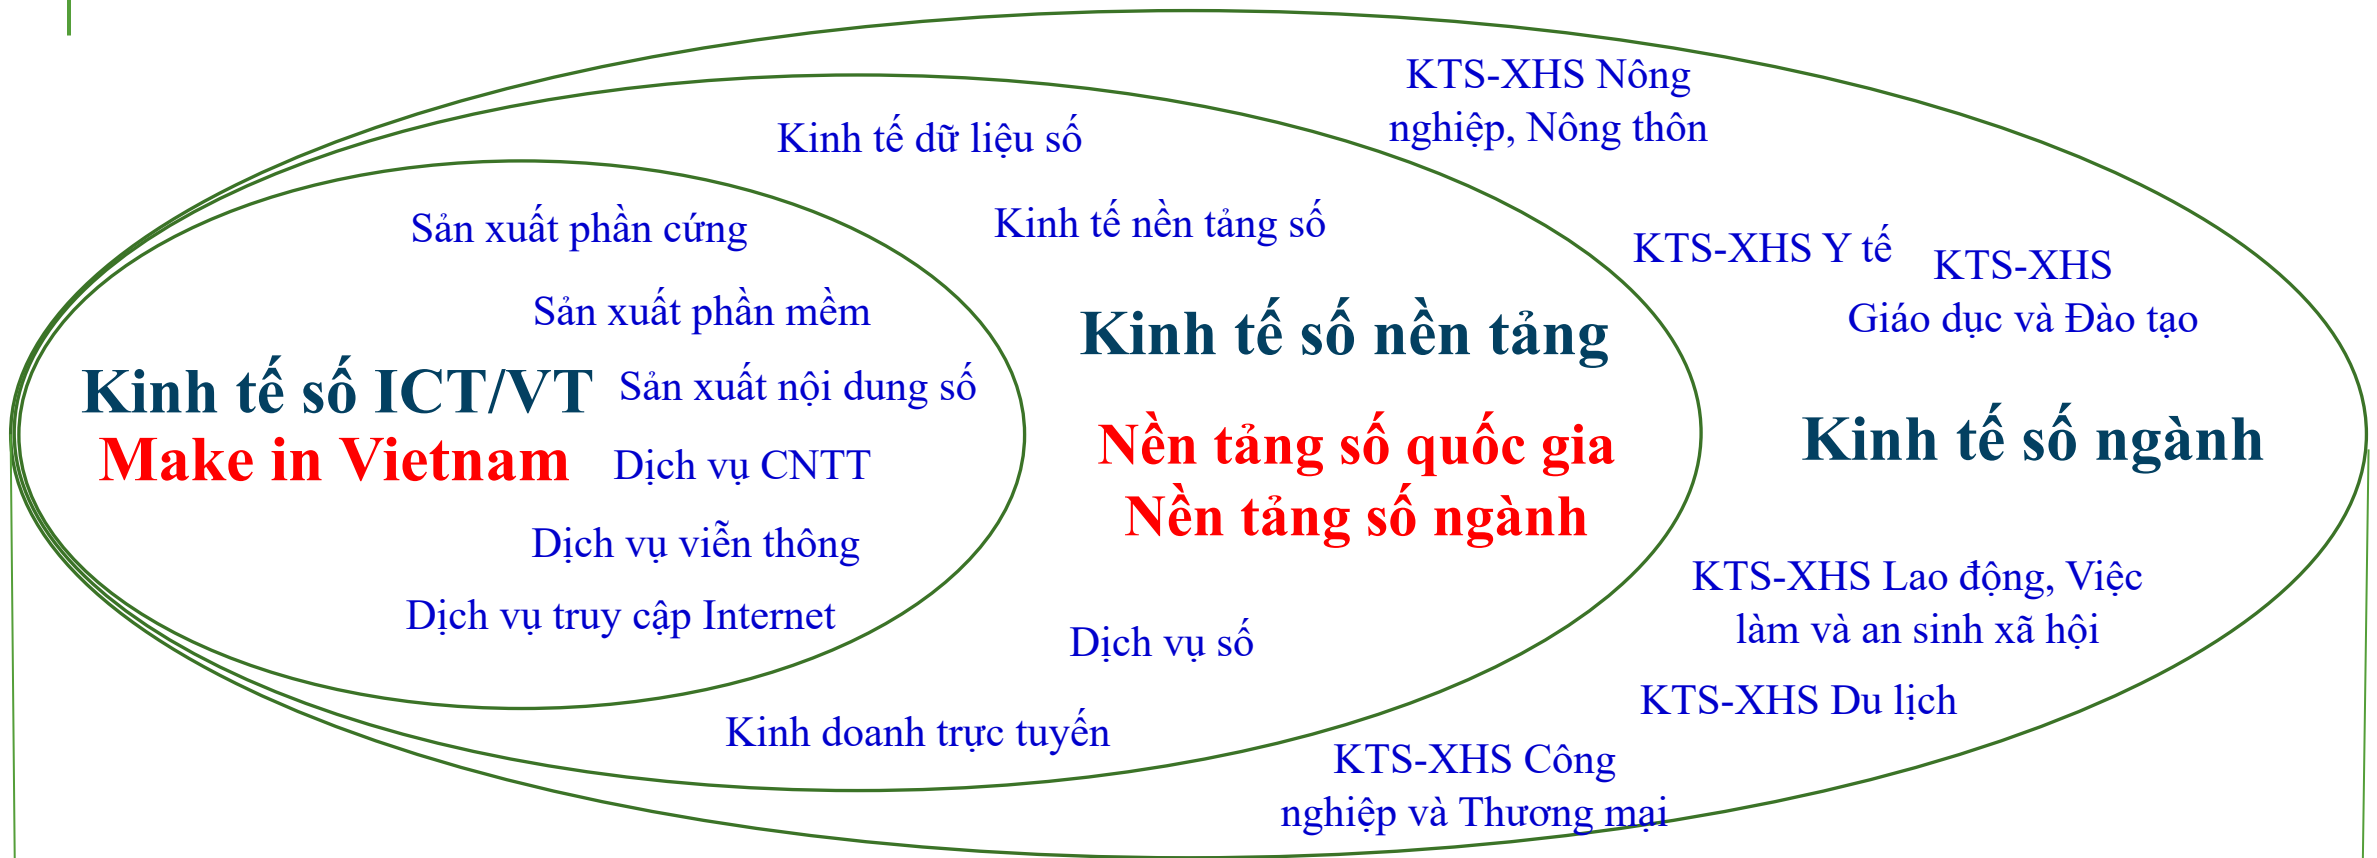 KTS-XHS Nông
nghiệp, Nông thôn
Kinh tế dữ liệu số
Kinh tế nền tảng số
Sản xuất phần cứng
KTS-XHS Y tế
KTS-XHS
Giáo dục và Đào tạo
Sản xuất phần mềm
Kinh tế số nền tảng
Kinh tế số ICT/VT
Make in Vietnam
Sản xuất nội dung số
Nền tảng số quốc gia
Nền tảng số ngành
Kinh tế số ngành
Dịch vụ CNTT
Dịch vụ viễn thông
Dịch vụ truy cập Internet
KTS-XHS Lao động, Việc
làm và an sinh xã hội
Dịch vụ số
KTS-XHS Du lịch
Kinh doanh trực tuyến
KTS-XHS Công
nghiệp và Thương mại